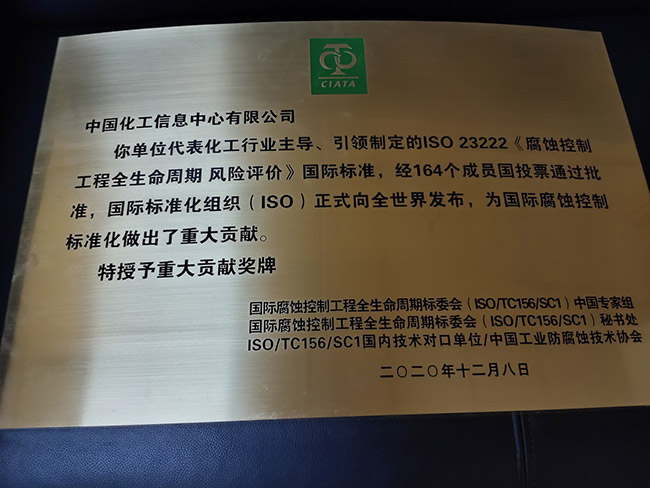 CIATA
中国化工信息中心有限公司
你单位代表化工行业主导、引领制定的ISO 23222《腐蚀控制
工程全生命周期 风险评价》国际标准，经164个成员国投票通过批
准，国际标准化组织（ISO）正式向全世界发布，为国际腐蚀控制
标准化做出了重大贡献。
特授予重大贡献奖牌
国际腐蚀控制工程全生命周期标委会（ISO/TC156/SC1）中国专家组
国际腐蚀控制工程全生命周期标委会（ISO/TC156/SC1）秘书处
ISO/TC156/SC1国内技术对口单位/中国工业防腐蚀技术协会
二〇二〇年十二月八日